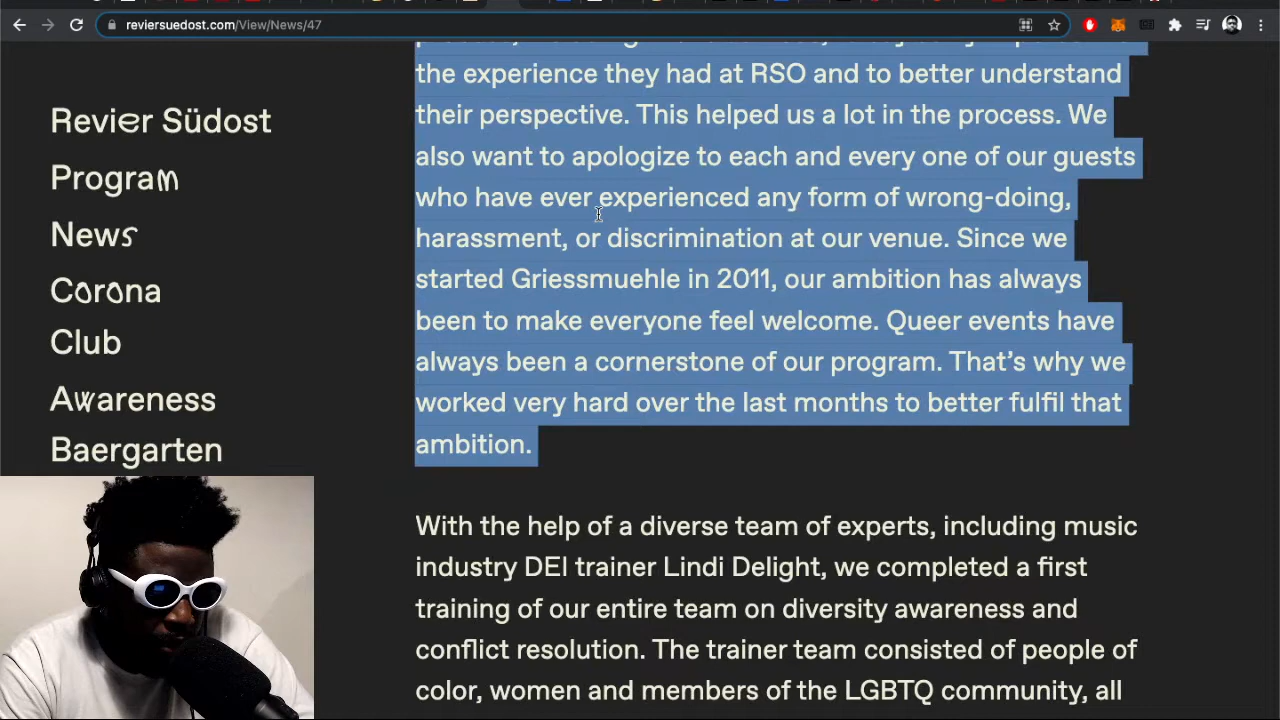 reviersuedost.com/View/News/47
Revier Südost
Program
News
Corona
Club
Awareness
Baergarten
the experience they had at RSO and to better understand
their perspective. This helped us a lot in the process. We
also want to apologize to each and every one of our guests
who have ever experienced any form of wrong-doing,
harassment, or discrimination at our venue. Since we
started Griessmuehle in 2011, our ambition has always
been to make everyone feel welcome. Queer events have
always been a cornerstone of our program. That’s why we
worked very hard over the last months to better fulfil that
ambition.
With the help of a diverse team of experts, including music
industry DEI trainer Lindi Delight, we completed a first
training of our entire team on diversity awareness and
conflict resolution. The trainer team consisted of people of
color, women and members of the LGBTQ community, all